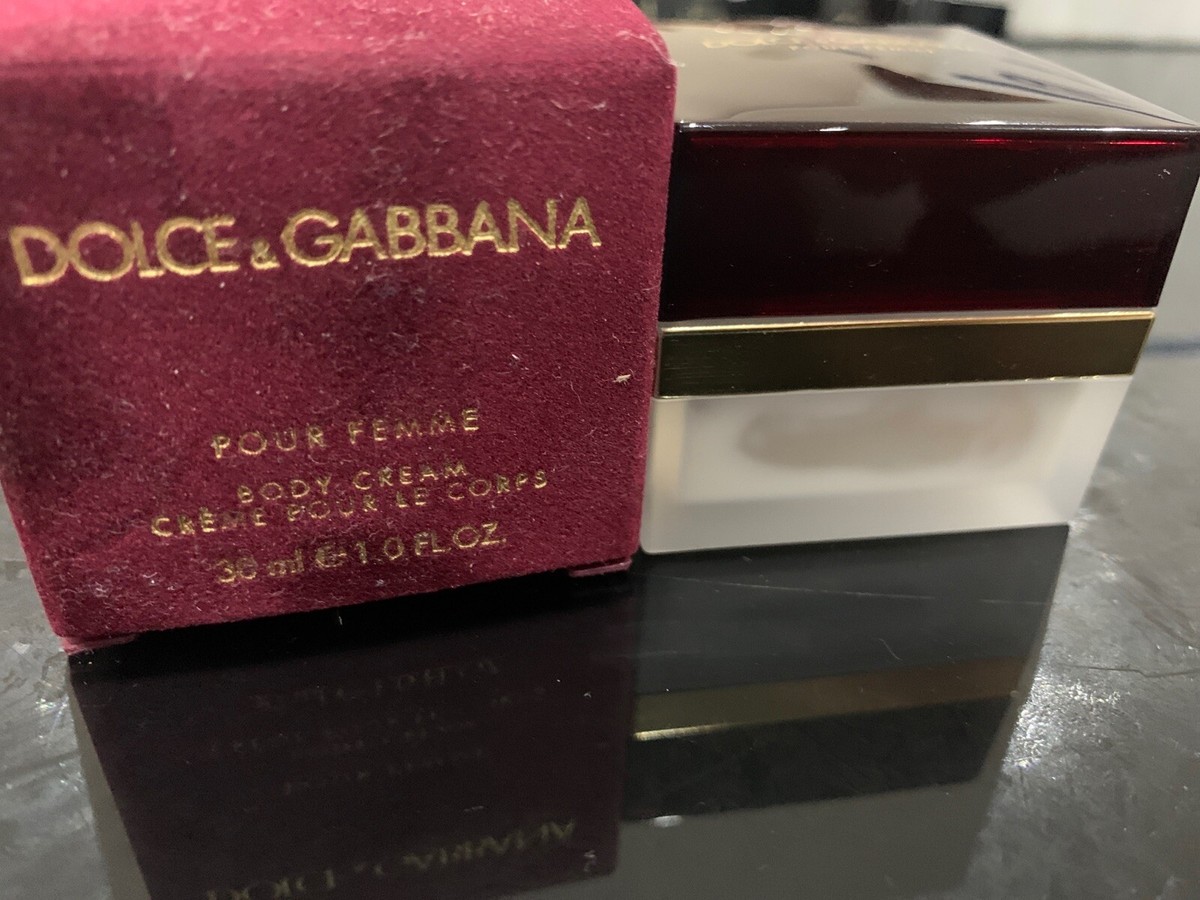 DOLCE & GABBANA
POUR FEMME
BODY CREAM
CRÈME POUR LE CORPS
30 ml ℮ 1.0 FL.OZ.